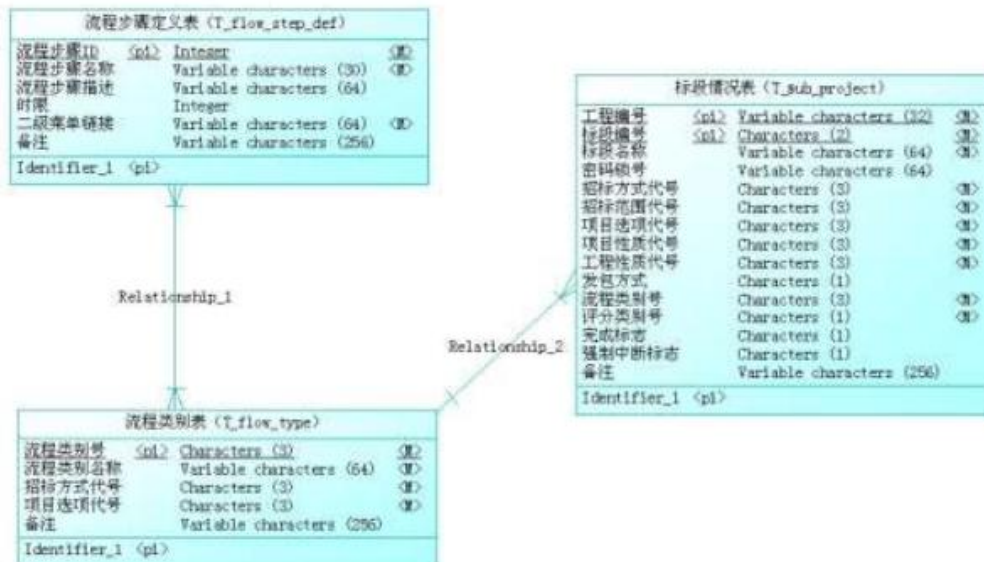 流程步骤定义表（T_flow_step_def）
流程步骤ID <pi> Integer <M>
流程步骤名称 Variable characters (30) <M>
流程步骤描述 Variable characters (64)
时限 Integer
二级菜单链接 Variable characters (64) <M>
备注 Variable characters (256)
Identifier_1 <pi>
标段情况表（T_sub_project）
工程编号 <pi> Variable characters (32) <M>
标段编号 <pi> Characters (2) <M>
标段名称 Variable characters (64) <M>
密码锁号 Variable characters (64)
招标方式代号 Characters (3) <M>
招标范围代号 Characters (3) <M>
项目选项代号 Characters (3) <M>
项目性质代号 Characters (3) <M>
工程性质代号 Characters (3) <M>
发包方式 Characters (1)
流程类别号 Characters (3) <M>
评分类别号 Characters (1) <M>
完成标志 Characters (1)
强制中断标志 Characters (1)
备注 Variable characters (256)
Identifier_1 <pi>
Relationship_1
Relationship_2
流程类别表（T_flow_type）
流程类别号 <pi> Characters (3) <M>
流程类别名称 Variable characters (64) <M>
招标方式代号 Characters (3) <M>
项目选项代号 Characters (3) <M>
备注 Variable characters (256)
Identifier_1 <pi>